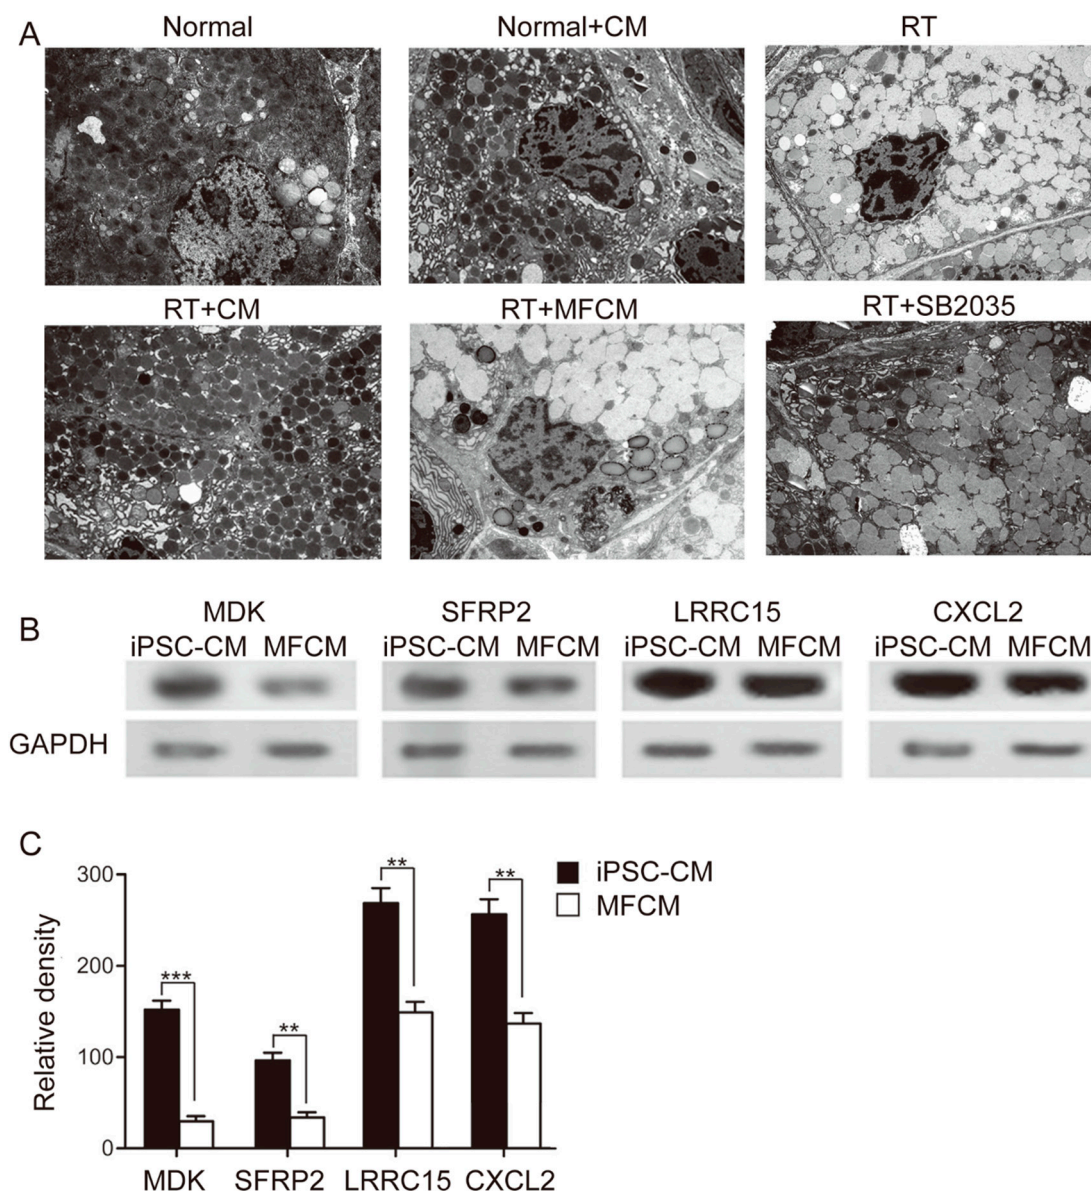 A
Normal
Normal+CM
RT
RT+CM
RT+MFCM
RT+SB2035
B
MDK
SFRP2
LRRC15
CXCL2
iPSC-CM MFCM
iPSC-CM MFCM
iPSC-CM MFCM
iPSC-CM MFCM
GAPDH
C
Relative density
300
200
100
0
***
**
**
**
iPSC-CM
MFCM
MDK
SFRP2
LRRC15
CXCL2